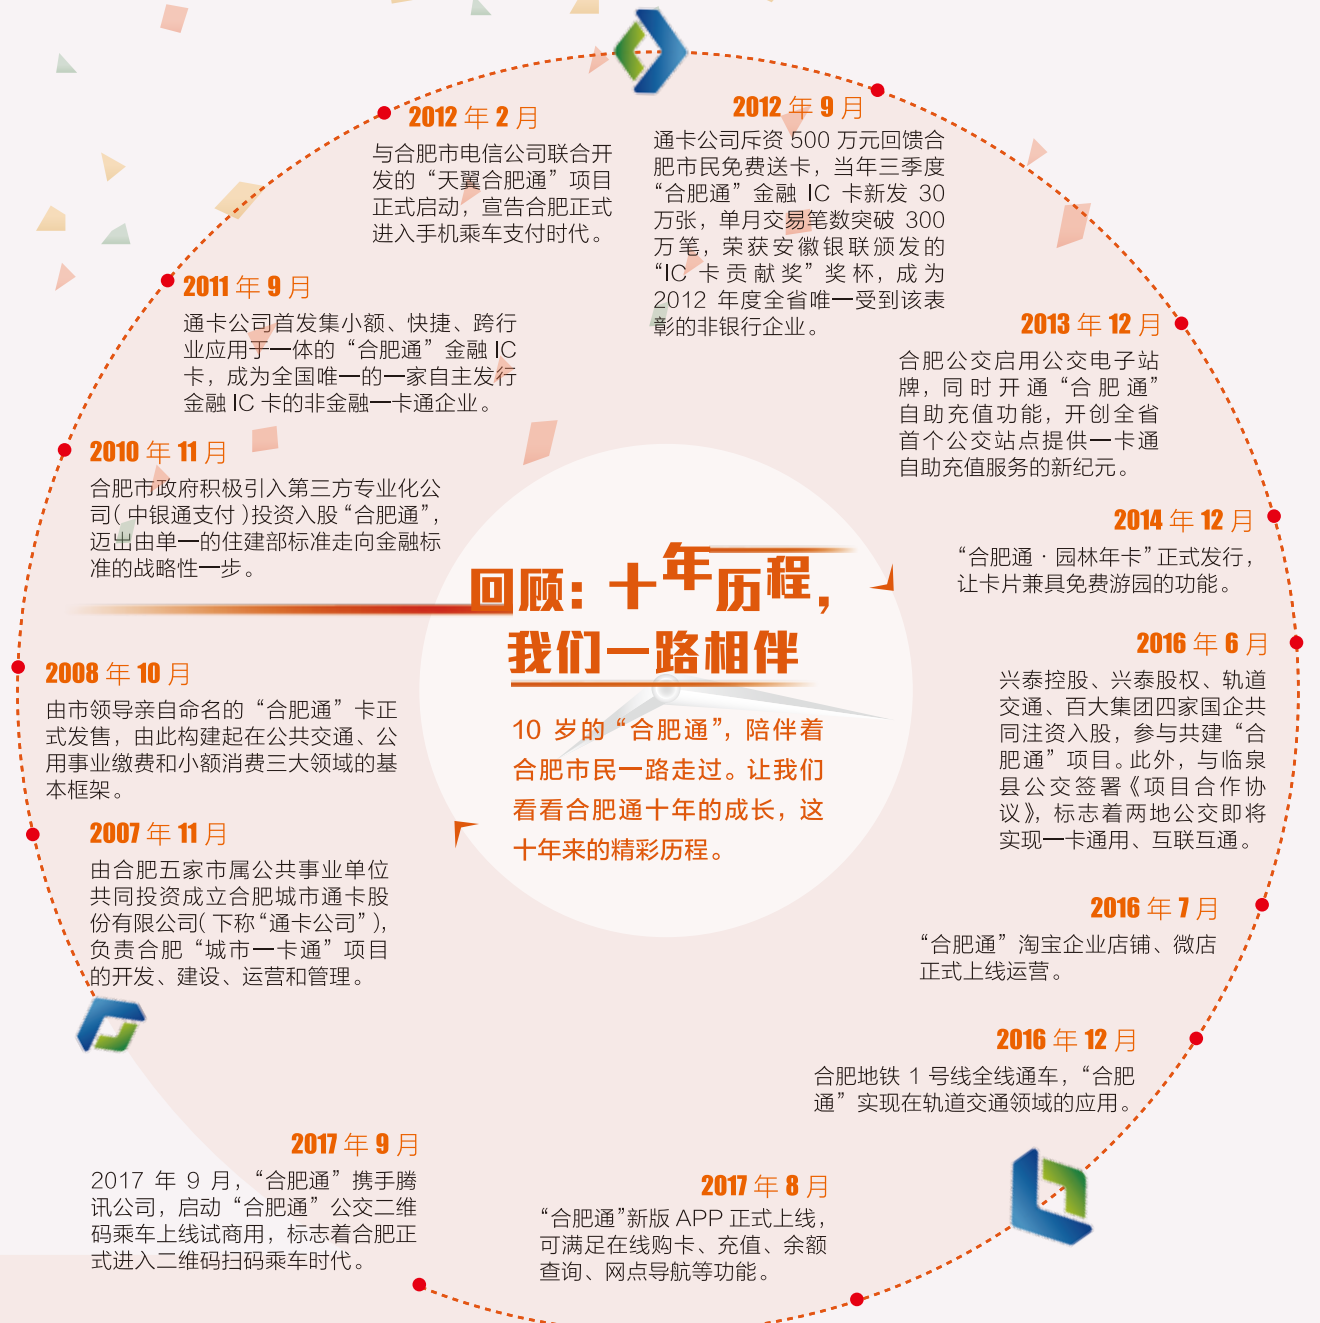 回顾：十年历程，
我们一路相伴
10 岁的“合肥通”，陪伴着
合肥市民一路走过。让我们
看看合肥通十年的成长，这
十年来的精彩历程。
2007 年 11 月
由合肥五家市属公共事业单位
共同投资成立合肥城市通卡股
份有限公司（下称“通卡公司”），
负责合肥“城市一卡通”项目
的开发、建设、运营和管理。
2008 年 10 月
由市领导亲自命名的“合肥通”卡正
式发售，由此构建起在公共交通、公
用事业缴费和小额消费三大领域的基
本框架。
2010 年 11 月
合肥市政府积极引入第三方专业化公
司（中银通支付）投资入股“合肥通”，
迈出由单一的住建部标准走向金融标
准的战略性一步。
2011 年 9 月
通卡公司首发集小额、快捷、跨行
业应用于一体的“合肥通”金融 IC
卡，成为全国唯一的一家自主发行
金融 IC 卡的非金融一卡通企业。
2012 年 2 月
与合肥市电信公司联合开
发的“天翼合肥通”项目
正式启动，宣告合肥正式
进入手机乘车支付时代。
2012 年 9 月
通卡公司斥资 500 万元回馈合
肥市民免费送卡，当年三季度
“合肥通”金融 IC 卡新发 30
万张，单月交易笔数突破 300
万笔，荣获安徽银联颁发的
“IC 卡贡献奖”奖杯，成为
2012 年度全省唯一受到该表
彰的非银行企业。
2013 年 12 月
合肥公交启用公交电子站
牌，同时开通“合肥通”
自助充值功能，开创全省
首个公交站点提供一卡通
自助充值服务的新纪元。
2014 年 12 月
“合肥通·园林年卡”正式发行，
让卡片兼具免费游园的功能。
2016 年 6 月
兴泰控股、兴泰股权、轨道
交通、百大集团四家国企共
同注资入股，参与共建“合
肥通”项目。此外，与临泉
县公交签署《项目合作协
议》，标志着两地公交即将
实现一卡通用、互联互通。
2016 年 7 月
“合肥通”淘宝企业店铺、微店
正式上线运营。
2016 年 12 月
合肥地铁 1 号线全线通车，“合肥
通”实现在轨道交通领域的应用。
2017 年 8 月
“合肥通”新版 APP 正式上线，
可满足在线购卡、充值、余额
查询、网点导航等功能。
2017 年 9 月
2017 年 9 月，“合肥通”携手腾
讯公司，启动“合肥通”公交二维
码乘车上线试商用，标志着合肥正
式进入二维码扫码乘车时代。